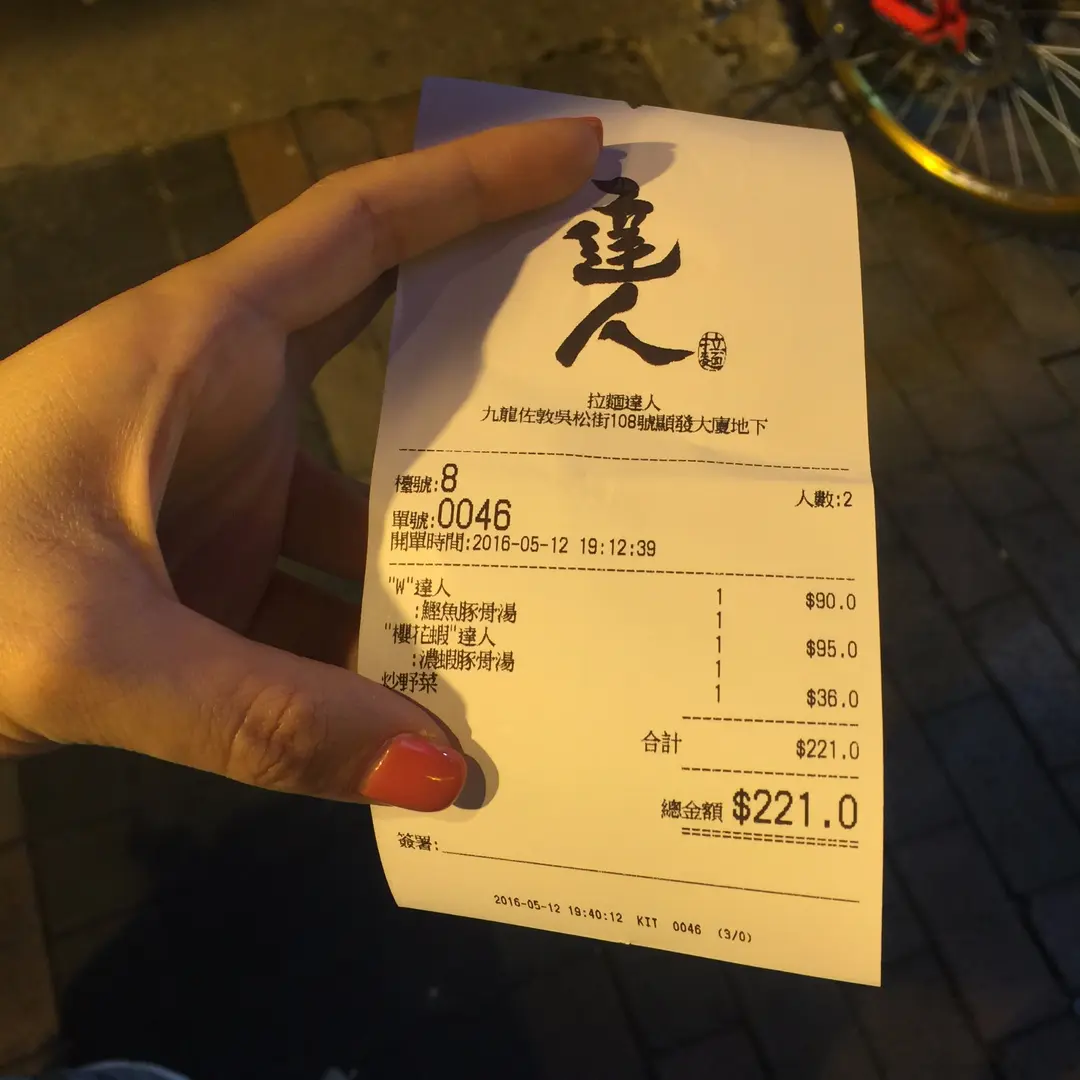 達
人
拉麵
拉麵達人
九龍佐敦吳松街108號顯發大廈地下
檯號:8 人數:2
單號:0046
開單時間:2016-05-12 19:12:39
"W"達人 1 $90.0
:鰹魚豚骨湯 1
"櫻花蝦"達人 1 $95.0
:濃蝦豚骨湯 1
炒野菜 1 $36.0
合計 $221.0
總金額 $221.0
簽署:
2016-05-12 19:40:12 KIT 0046 (3/0)